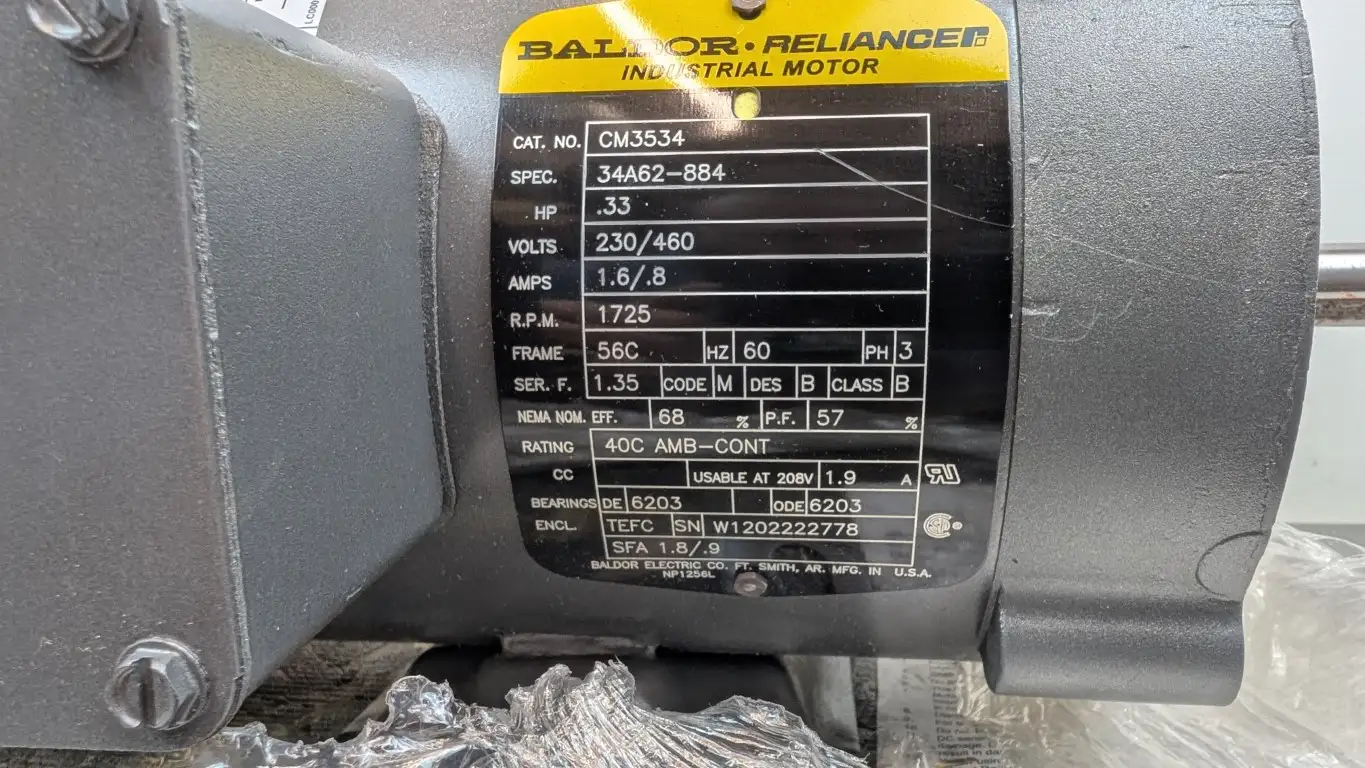 LC000
BALDOR • RELIANCE
INDUSTRIAL MOTOR
CAT. NO. CM3534
SPEC. 34A62-884
HP .33
VOLTS 230/460
AMPS 1.6/.8
R.P.M. 1725
FRAME 56C HZ 60 PH 3
SER. F. 1.35 CODE M DES B CLASS B
NEMA NOM. EFF. 68 % P.F. 57 %
RATING 40C AMB-CONT
CC USABLE AT 208V 1.9 A
BEARINGS DE 6203 ODE 6203
ENCL. TEFC SN W1202222778
SFA 1.8/.9
BALDOR ELECTRIC CO. FT. SMITH, AR. MFG. IN U.S.A.
NP1256L